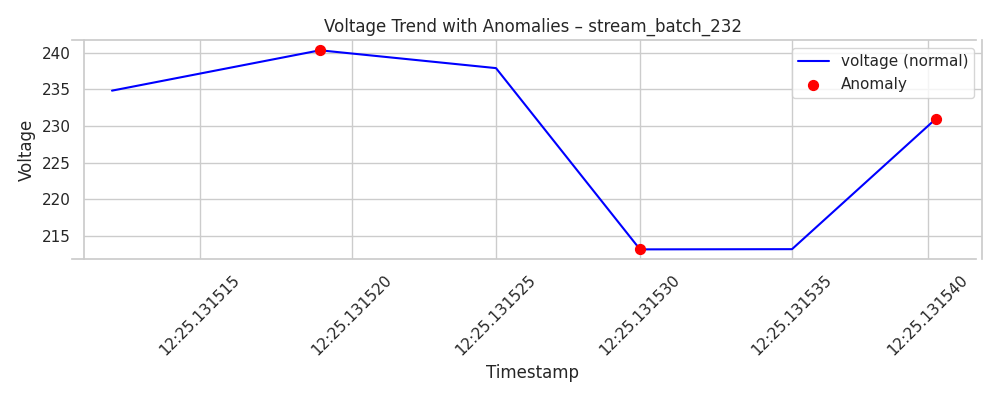 Voltage Trend with Anomalies – stream_batch_232
voltage (normal)
Anomaly
Voltage
240
235
230
225
220
215
12:25.131515
12:25.131520
12:25.131525
12:25.131530
12:25.131535
12:25.131540
Timestamp